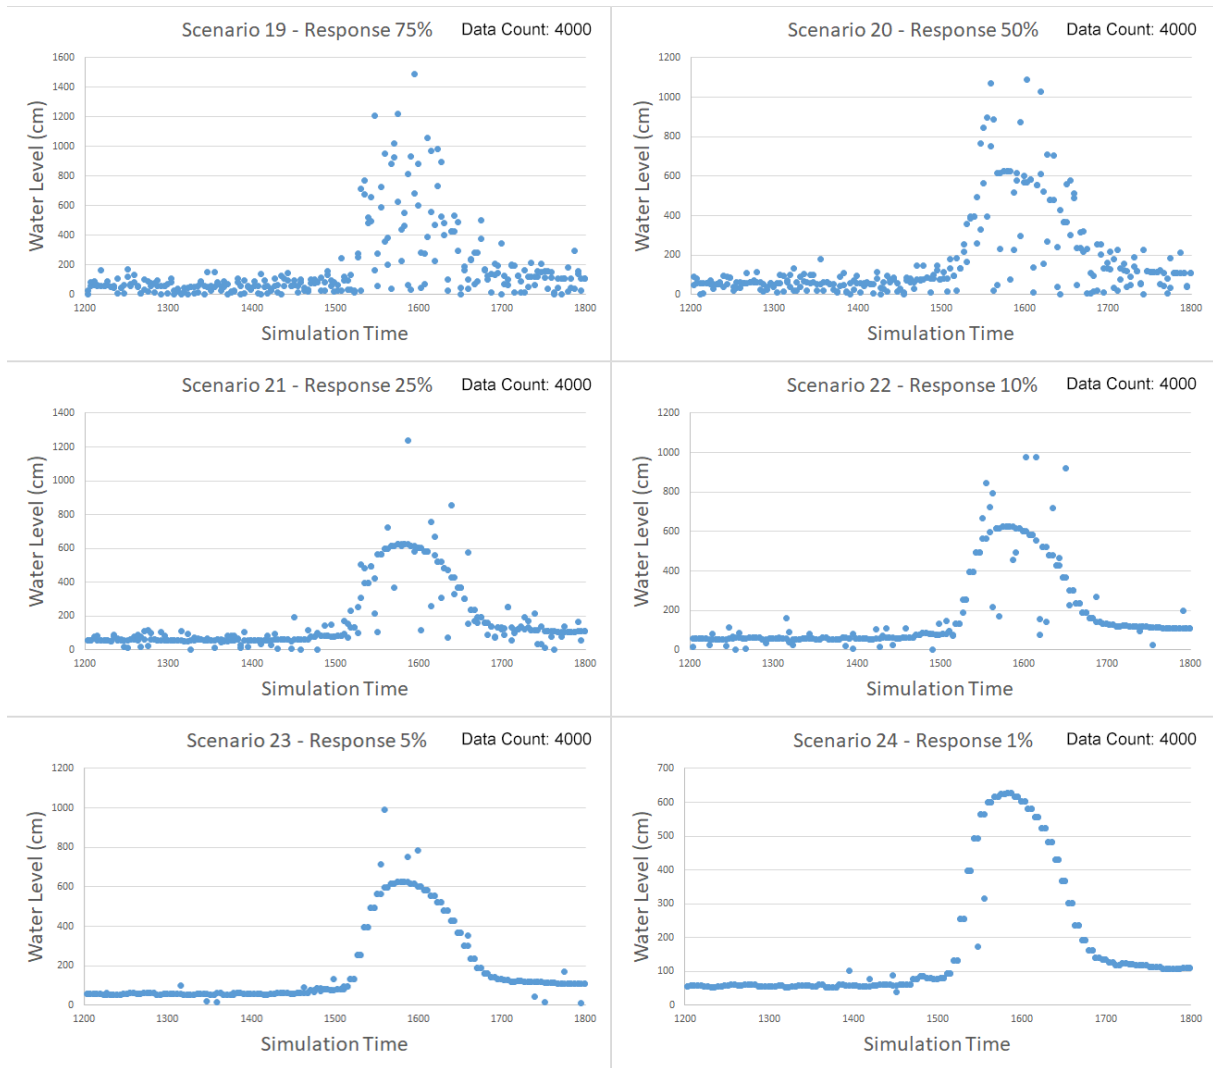 Scenario 19 - Response 75% Data Count: 4000
1600
1400
1200
1000
800
600
400
200
0
Water Level (cm)
1200 1300 1400 1500 1600 1700 1800
Simulation Time
Scenario 20 - Response 50% Data Count: 4000
1200
1000
800
600
400
200
0
Water Level (cm)
1200 1300 1400 1500 1600 1700 1800
Simulation Time
Scenario 21 - Response 25% Data Count: 4000
1400
1200
1000
800
600
400
200
0
Water Level (cm)
1200 1300 1400 1500 1600 1700 1800
Simulation Time
Scenario 22 - Response 10% Data Count: 4000
1200
1000
800
600
400
200
0
Water Level (cm)
1200 1300 1400 1500 1600 1700 1800
Simulation Time
Scenario 23 - Response 5% Data Count: 4000
1200
1000
800
600
400
200
0
Water Level (cm)
1200 1300 1400 1500 1600 1700 1800
Simulation Time
Scenario 24 - Response 1% Data Count: 4000
700
600
500
400
300
200
100
0
Water Level (cm)
1200 1300 1400 1500 1600 1700 1800
Simulation Time